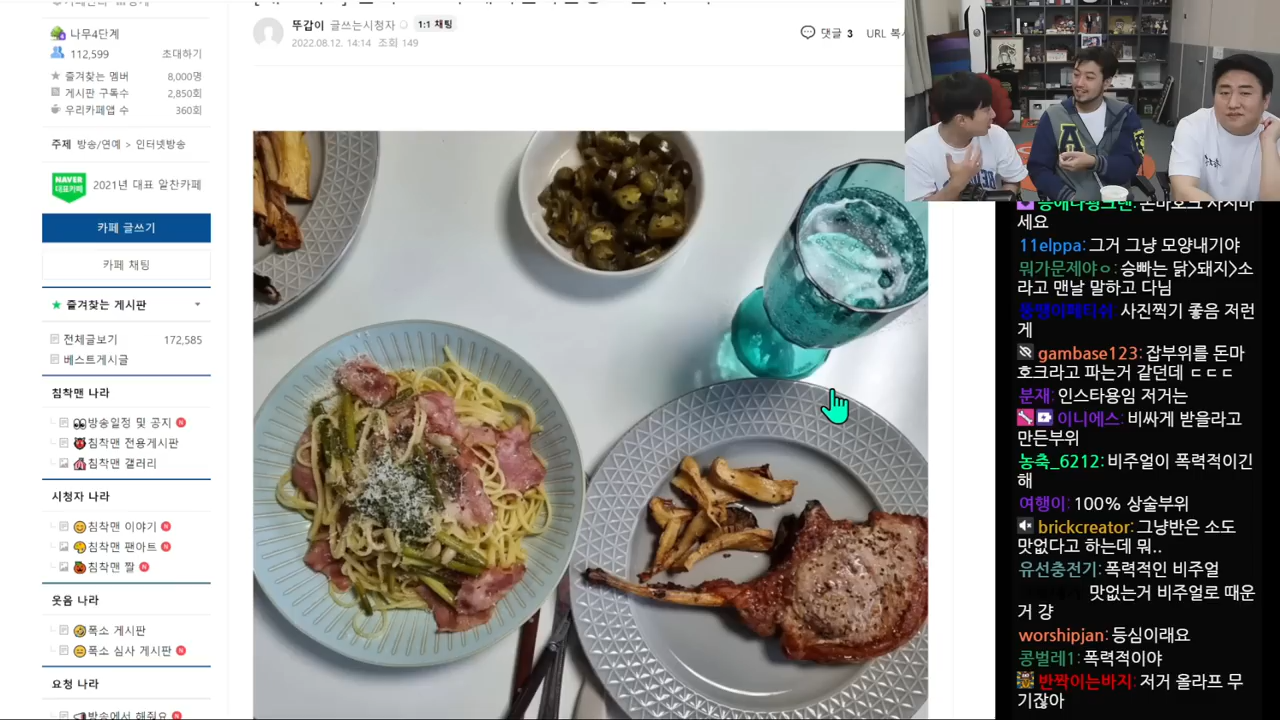 나무4단계
112,599
초대하기
즐겨찾는 멤버
8,000명
게시판 구독수
2,850회
우리카페앱 수
360회
주제 방송/연예 > 인터넷방송
NAVER
대표카페
2021년 대표 알찬카페
카페 글쓰기
카페 채팅
즐겨찾는 게시판
전체글보기
172,585
베스트게시글
침착맨 나라
방송일정 및 공지 N
침착맨 전용게시판
침착맨 갤러리
시청자 나라
침착맨 이야기 N
침착맨 팬아트 N
침착맨 짤 N
웃음 나라
폭소 게시판
폭소 심사 게시판 N
요청 나라
방송에서 해줘요 N
뚜갑이 글쓰는시청자 1:1 채팅
2022.08.12. 14:14 조회 149
댓글 3 URL 복사
세요
11elppa: 그거 그냥 모양내기야
뭐가문제야ㅇ: 승빠는 닭>돼지>소
라고 맨날 말하고 다님
사진찍기 좋음 저런
게
gambase123: 잡부위를 돈마
호크라고 파는거 같던데 ㄷㄷㄷ
분재: 인스타용임 저거는
이니에스: 비싸게 받을라고
만든부위
농축_6212: 비주얼이 폭력적이긴
해
여행이: 100% 상술부위
brickcreator: 그냥반은 소도
맛없다고 하는데 뭐..
유선충전기: 폭력적인 비주얼
맛없는거 비주얼로 때운
거 걍
worshipjan: 등심이래요
콩벌레1: 폭력적이야
반짝이는바지: 저거 올라프 무
기잖아